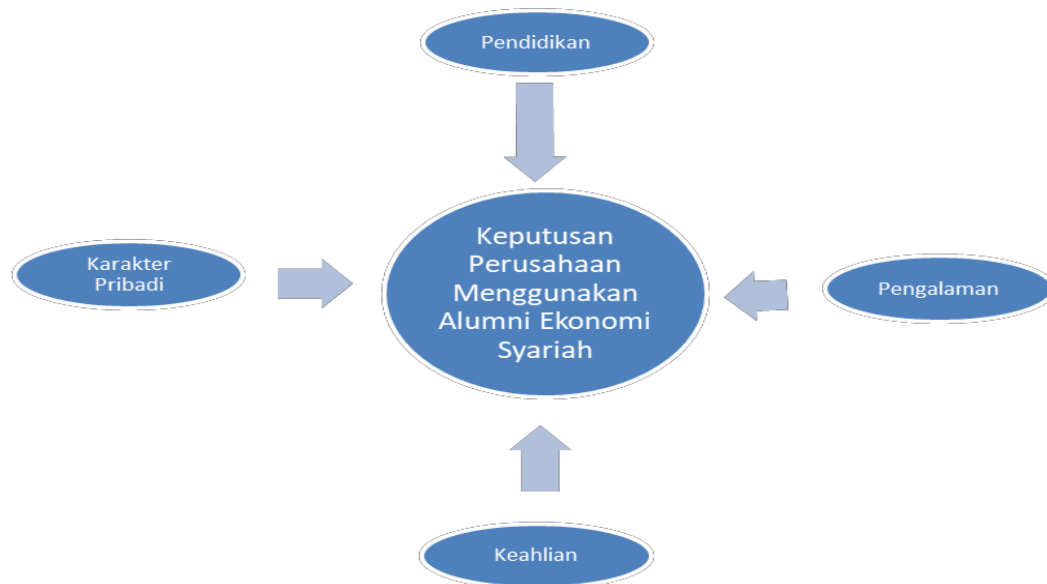 Pendidikan
Karakter
Pribadi
Keputusan
Perusahaan
Menggunakan
Alumni Ekonomi
Syariah
Pengalaman
Keahlian